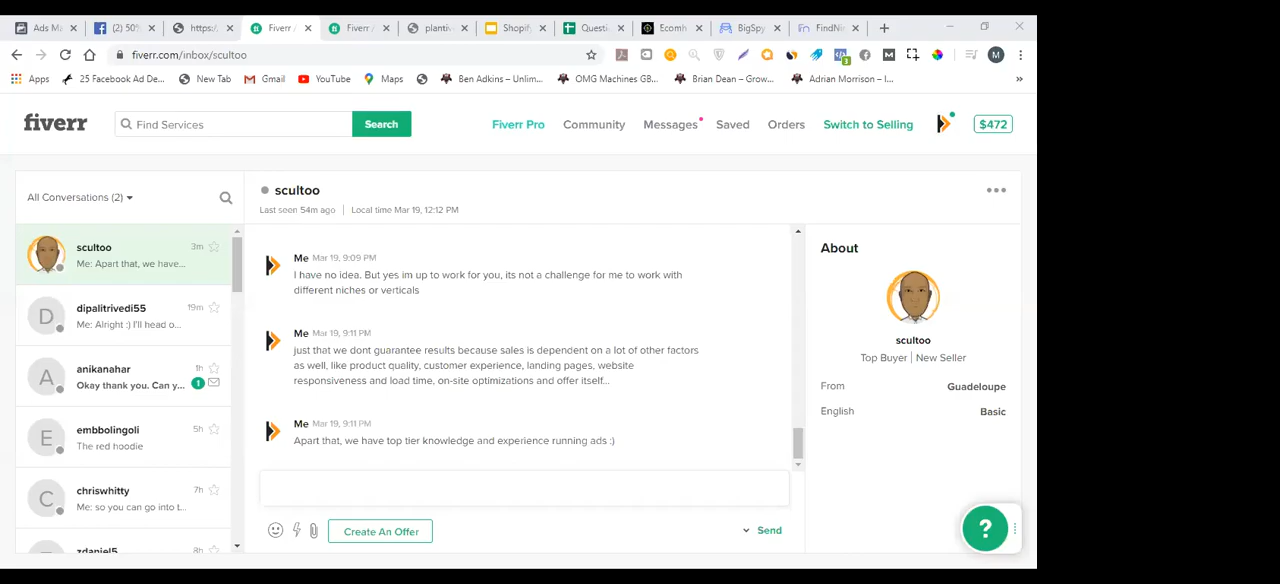 Ads Ma
(2) 50%
https:/
Fiverr /
Fiverr /
plantiv
Shopif
Questi
Ecomh
BigSpy
FindNin
fiverr.com/inbox/scultoo
Apps
25 Facebook Ad De...
New Tab
Gmail
YouTube
Maps
Ben Adkins – Unlim...
OMG Machines GB...
Brian Dean – Grow...
Adrian Morrison – I...
»
fiverr
Find Services
Search
Fiverr Pro
Community
Messages
Saved
Orders
Switch to Selling
$472
All Conversations (2)
scultoo
Last seen 54m ago | Local time Mar 19, 12:12 PM
scultoo
3m
Me: Apart that, we have...
dipalitrivedi55
19m
Me: Alright :) I'll head o...
anikanahar
1h
Okay thank you. Can y...
1
embbolingoli
5h
The red hoodie
chriswhitty
7h
Me: so you can go into t...
zdaniel5
8h
Me Mar 19, 9:09 PM
I have no idea. But yes im up to work for you, its not a challenge for me to work with
different niches or verticals
Me Mar 19, 9:11 PM
just that we dont guarantee results because sales is dependent on a lot of other factors
as well, like product quality, customer experience, landing pages, website
responsiveness and load time, on-site optimizations and offer itself...
Me Mar 19, 9:11 PM
Apart that, we have top tier knowledge and experience running ads :)
Create An Offer
Send
About
scultoo
Top Buyer | New Seller
From
Guadeloupe
English
Basic
?